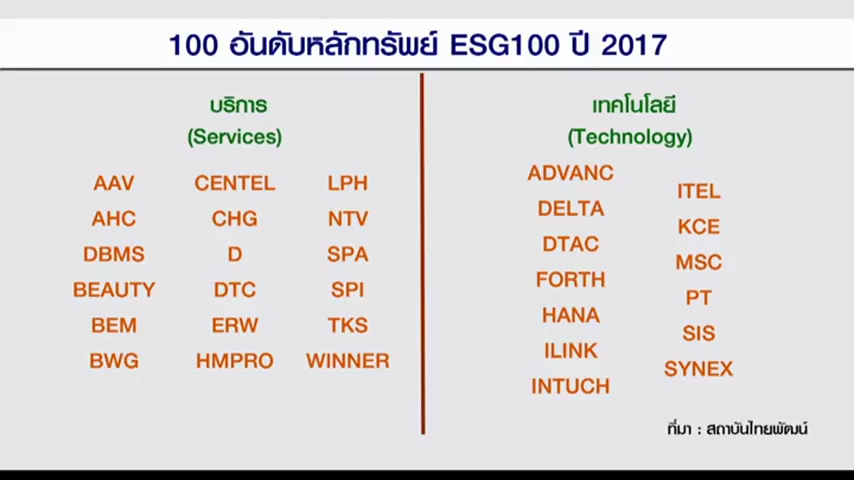 100 อันดับหลักทรัพย์ ESG100 ปี 2017
บริการ
(Services)
AAV CENTEL LPH
AHC CHG NTV
DBMS D SPA
BEAUTY DTC SPI
BEM ERW TKS
BWG HMPRO WINNER
เทคโนโลยี
(Technology)
ADVANC
DELTA
DTAC
FORTH
HANA
ILINK
INTUCH
ITEL
KCE
MSC
PT
SIS
SYNEX
ที่มา : สถาบันไทยพัฒน์